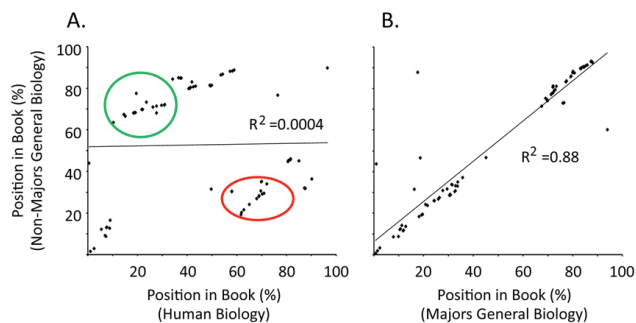 A.
B.
Position in Book (%)
(Non-Majors General Biology)
100
80
60
40
20
R²=0.0004
R²=0.88
20 40 60 80 100
20 40 60 80 100
Position in Book (%)
(Human Biology)
Position in Book (%)
(Majors General Biology)